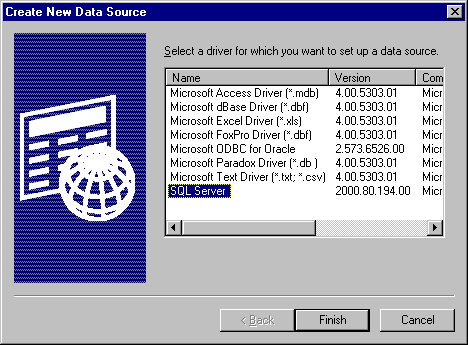 Create New Data Source
Select a driver for which you want to set up a data source.
Name Version Com
Microsoft Access Driver (*.mdb) 4.00.5303.01 Micr
Microsoft dBase Driver (*.dbf) 4.00.5303.01 Micr
Microsoft Excel Driver (*.xls) 4.00.5303.01 Micr
Microsoft FoxPro Driver (*.dbf) 4.00.5303.01 Micr
Microsoft ODBC for Oracle 2.573.6526.00 Micr
Microsoft Paradox Driver (*.db ) 4.00.5303.01 Micr
Microsoft Text Driver (*.txt; *.csv) 4.00.5303.01 Micr
SQL Server 2000.80.194.00 Micr
< Back Finish Cancel